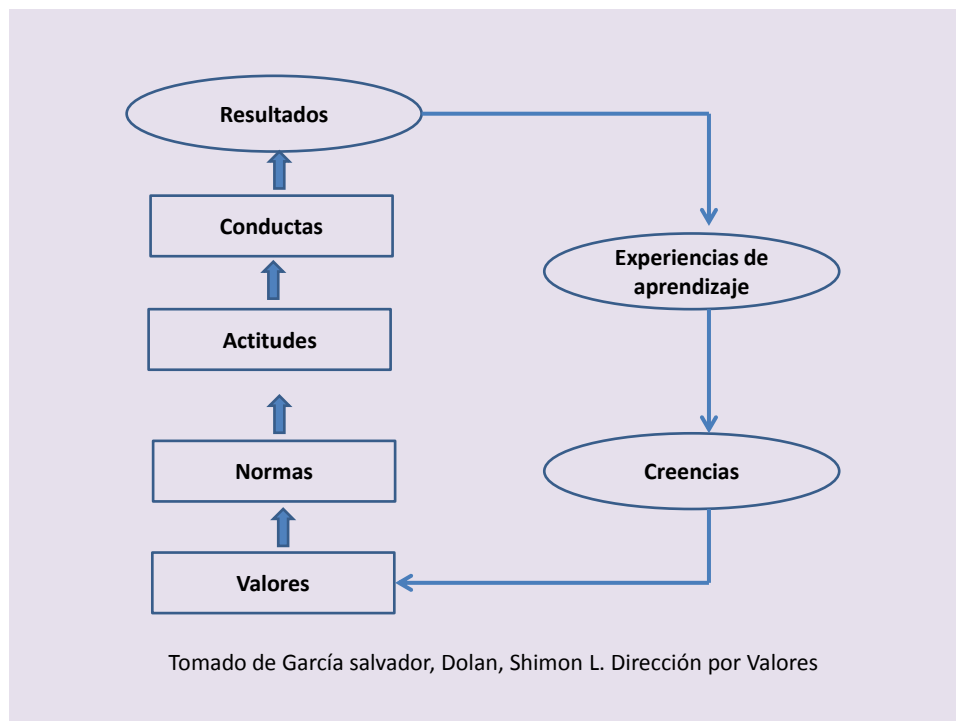 Resultados
Conductas
Actitudes
Normas
Valores
Experiencias de
aprendizaje
Creencias
Tomado de García salvador, Dolan, Shimon L. Dirección por Valores